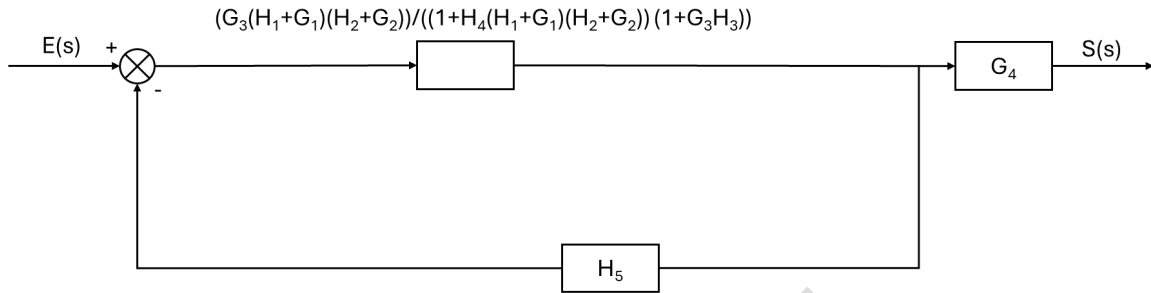 (G₃(H₁+G₁)(H₂+G₂))/((1+H₄(H₁+G₁)(H₂+G₂)) (1+G₃H₃))
E(s)
+
-
G₄
S(s)
H₅